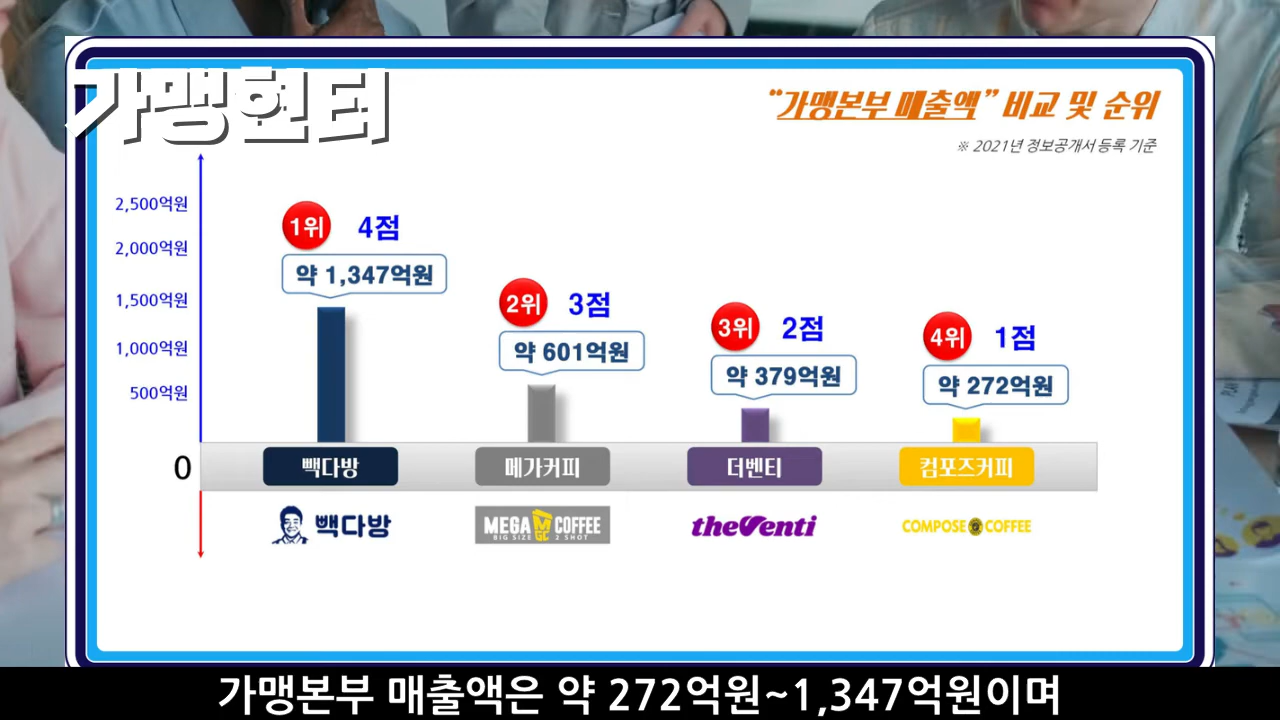 가맹헌터
“가맹본부 매출액” 비교 및 순위
※ 2021년 정보공개서 등록 기준
2,500억원
2,000억원
1,500억원
1,000억원
500억원
0
1위 4점
약 1,347억원
2위 3점
약 601억원
3위 2점
약 379억원
4위 1점
약 272억원
빽다방 메가커피 더벤티 컴포즈커피
빽다방
MEGA MGC COFFEE
BIG SIZE 2 SHOT
theVenti
COMPOSE COFFEE
가맹본부 매출액은 약 272억원~1,347억원이며